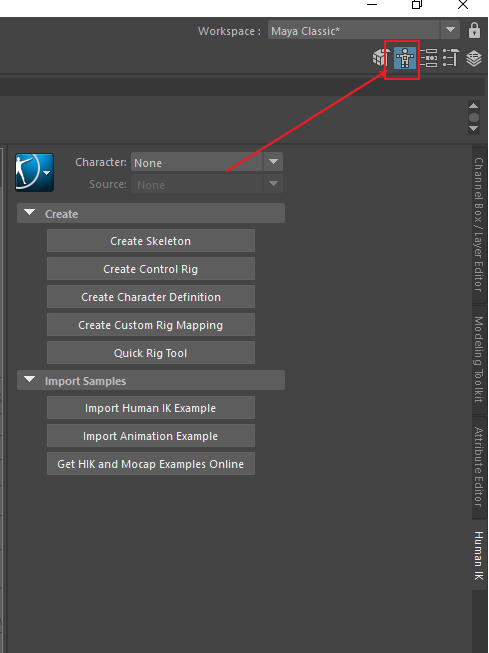 Workspace : Maya Classic*
Character: None
Source: None
Create
Create Skeleton
Create Control Rig
Create Character Definition
Create Custom Rig Mapping
Quick Rig Tool
Import Samples
Import Human IK Example
Import Animation Example
Get HIK and Mocap Examples Online
Channel Box / Layer Editor
Modeling Toolkit
Attribute Editor
Human IK